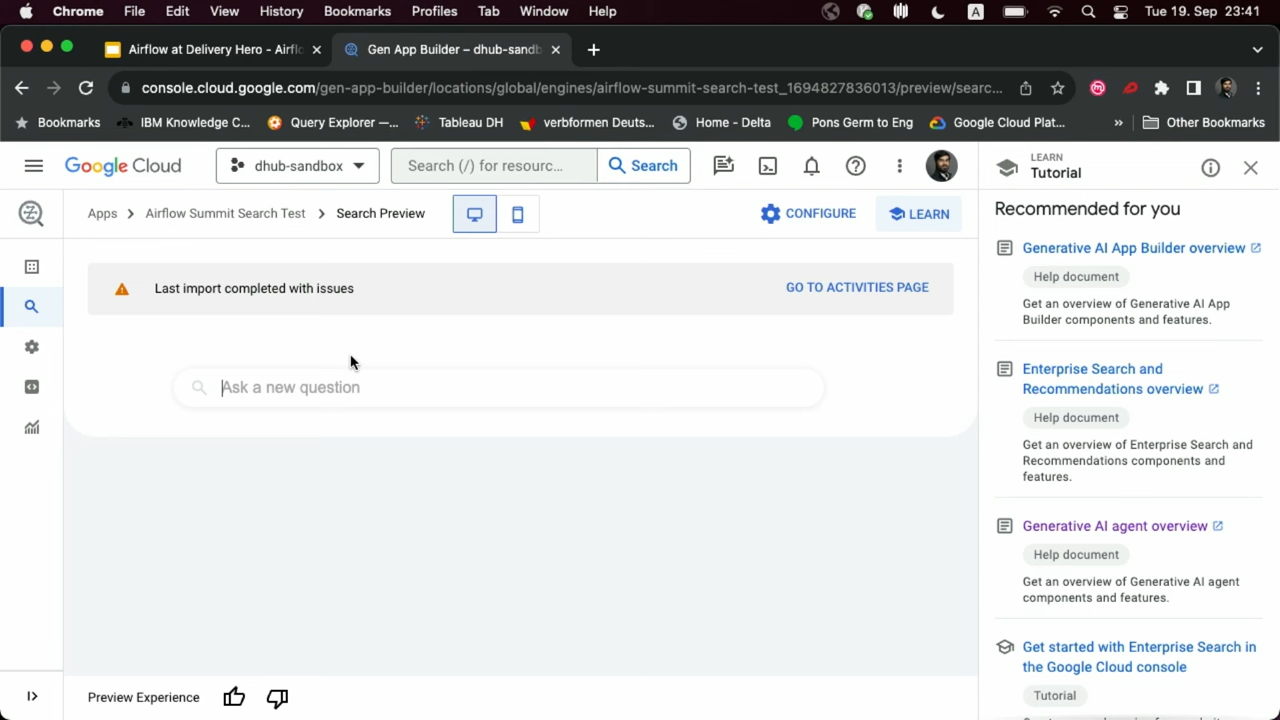 Chrome File Edit View History Bookmarks Profiles Tab Window Help A Tue 19. Sep 23:41
Airflow at Delivery Hero - Airflo Gen App Builder – dhub-sandb
console.cloud.google.com/gen-app-builder/locations/global/engines/airflow-summit-search-test_1694827836013/preview/searc...
Bookmarks IBM Knowledge C... Query Explorer —... Tableau DH verbformen Deuts... Home - Delta Pons Germ to Eng Google Cloud Plat... » Other Bookmarks
Google Cloud dhub-sandbox Search (/) for resourc... Search
Apps Airflow Summit Search Test Search Preview CONFIGURE LEARN
Last import completed with issues GO TO ACTIVITIES PAGE
Ask a new question
Preview Experience
LEARN
Tutorial
Recommended for you
Generative AI App Builder overview
Help document
Get an overview of Generative AI App
Builder components and features.
Enterprise Search and
Recommendations overview
Help document
Get an overview of Enterprise Search and
Recommendations components and
features.
Generative AI agent overview
Help document
Get an overview of Generative AI agent
components and features.
Get started with Enterprise Search in
the Google Cloud console
Tutorial